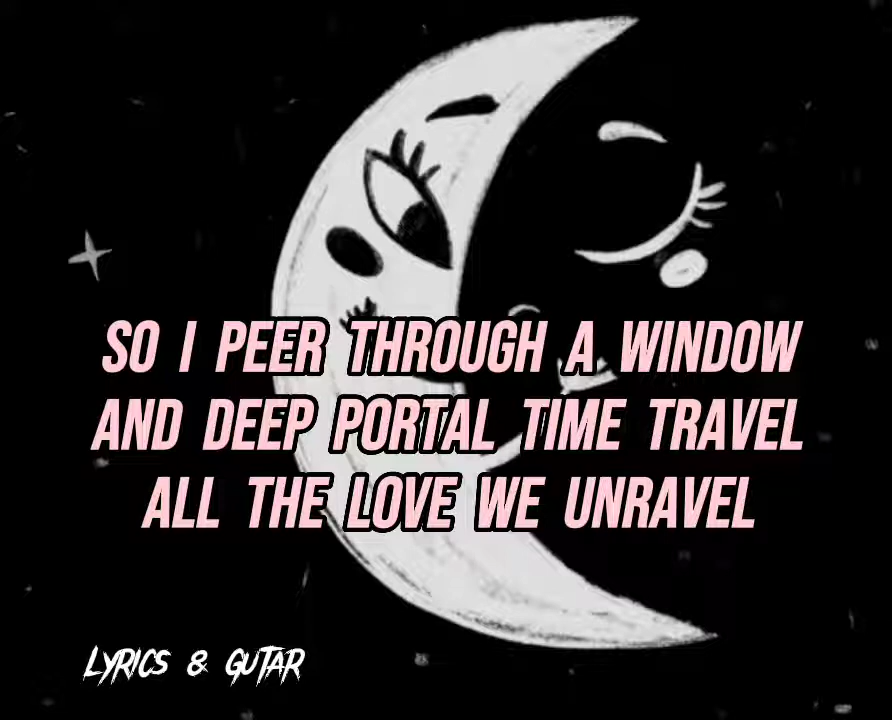 SO I PEER THROUGH A WINDOW
AND DEEP PORTAL TIME TRAVEL
ALL THE LOVE WE UNRAVEL
LYRICS & GUTAR